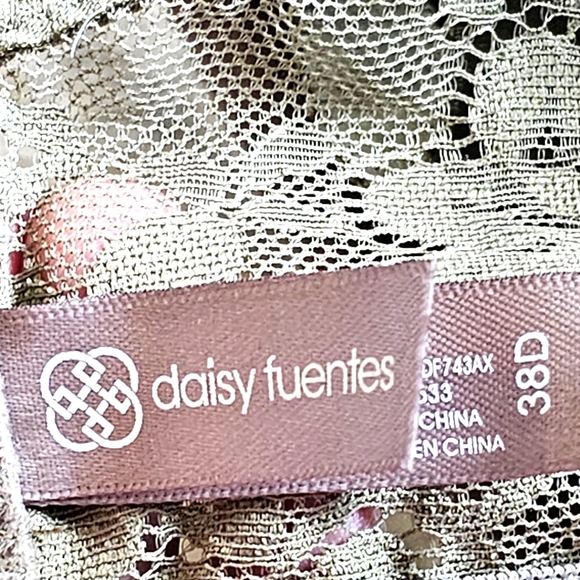 daisy fuentes
DF743AX
533
CHINA
EN CHINA
38D